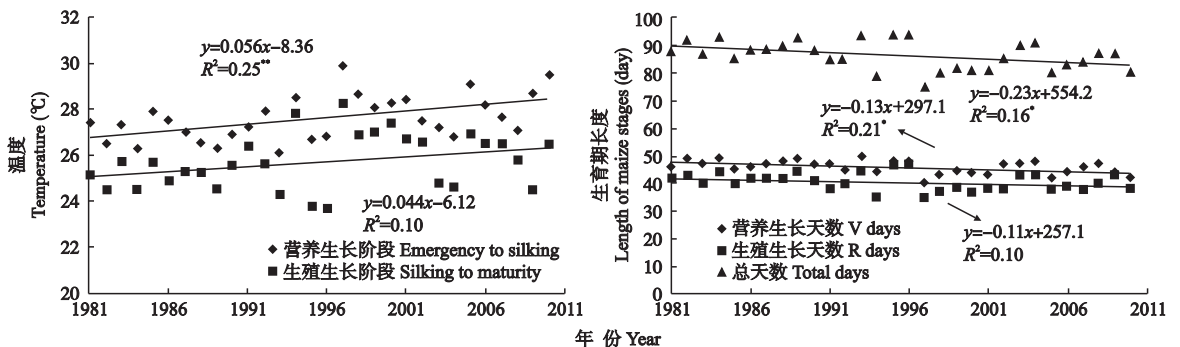 32
30
28
26
24
22
20
温度
Temperature (℃)
y=0.056x−8.36
R²=0.25**
y=0.044x−6.12
R²=0.10
营养生长阶段 Emergency to silking
生殖生长阶段 Silking to maturity
1981 1986 1991 1996 2001 2006 2011
100
90
80
70
60
50
40
30
20
10
0
生育期长度
Length of maize stages (day)
y=−0.13x+297.1
R²=0.21*
y=−0.23x+554.2
R²=0.16*
y=−0.11x+257.1
R²=0.10
营养生长天数 V days
生殖生长天数 R days
总天数 Total days
1981 1986 1991 1996 2001 2006 2011
年 份 Year